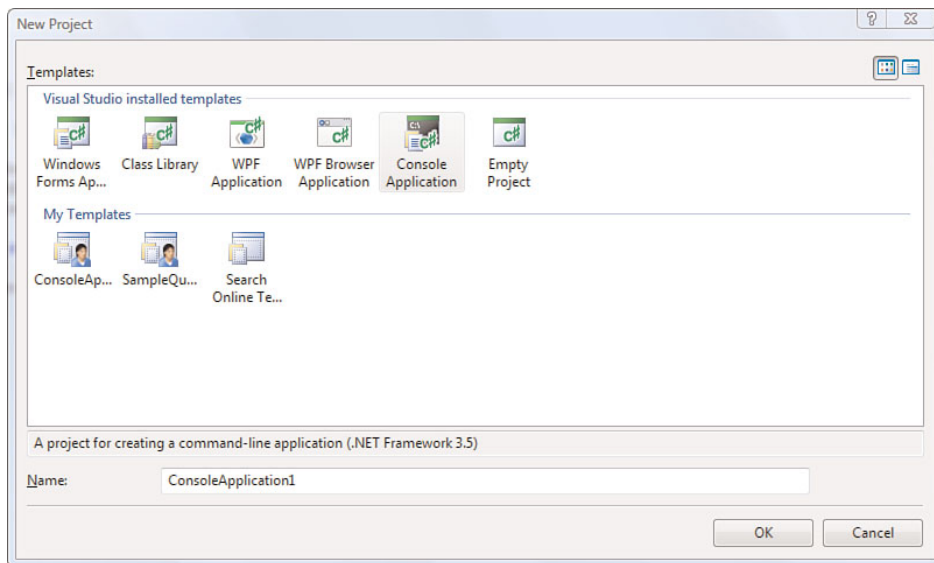 New Project
Templates:
Visual Studio installed templates
Windows Forms Ap...
Class Library
WPF Application
WPF Browser Application
Console Application
Empty Project
My Templates
ConsoleAp...
SampleQu...
Search Online Te...
A project for creating a command-line application (.NET Framework 3.5)
Name:
ConsoleApplication1
OK
Cancel